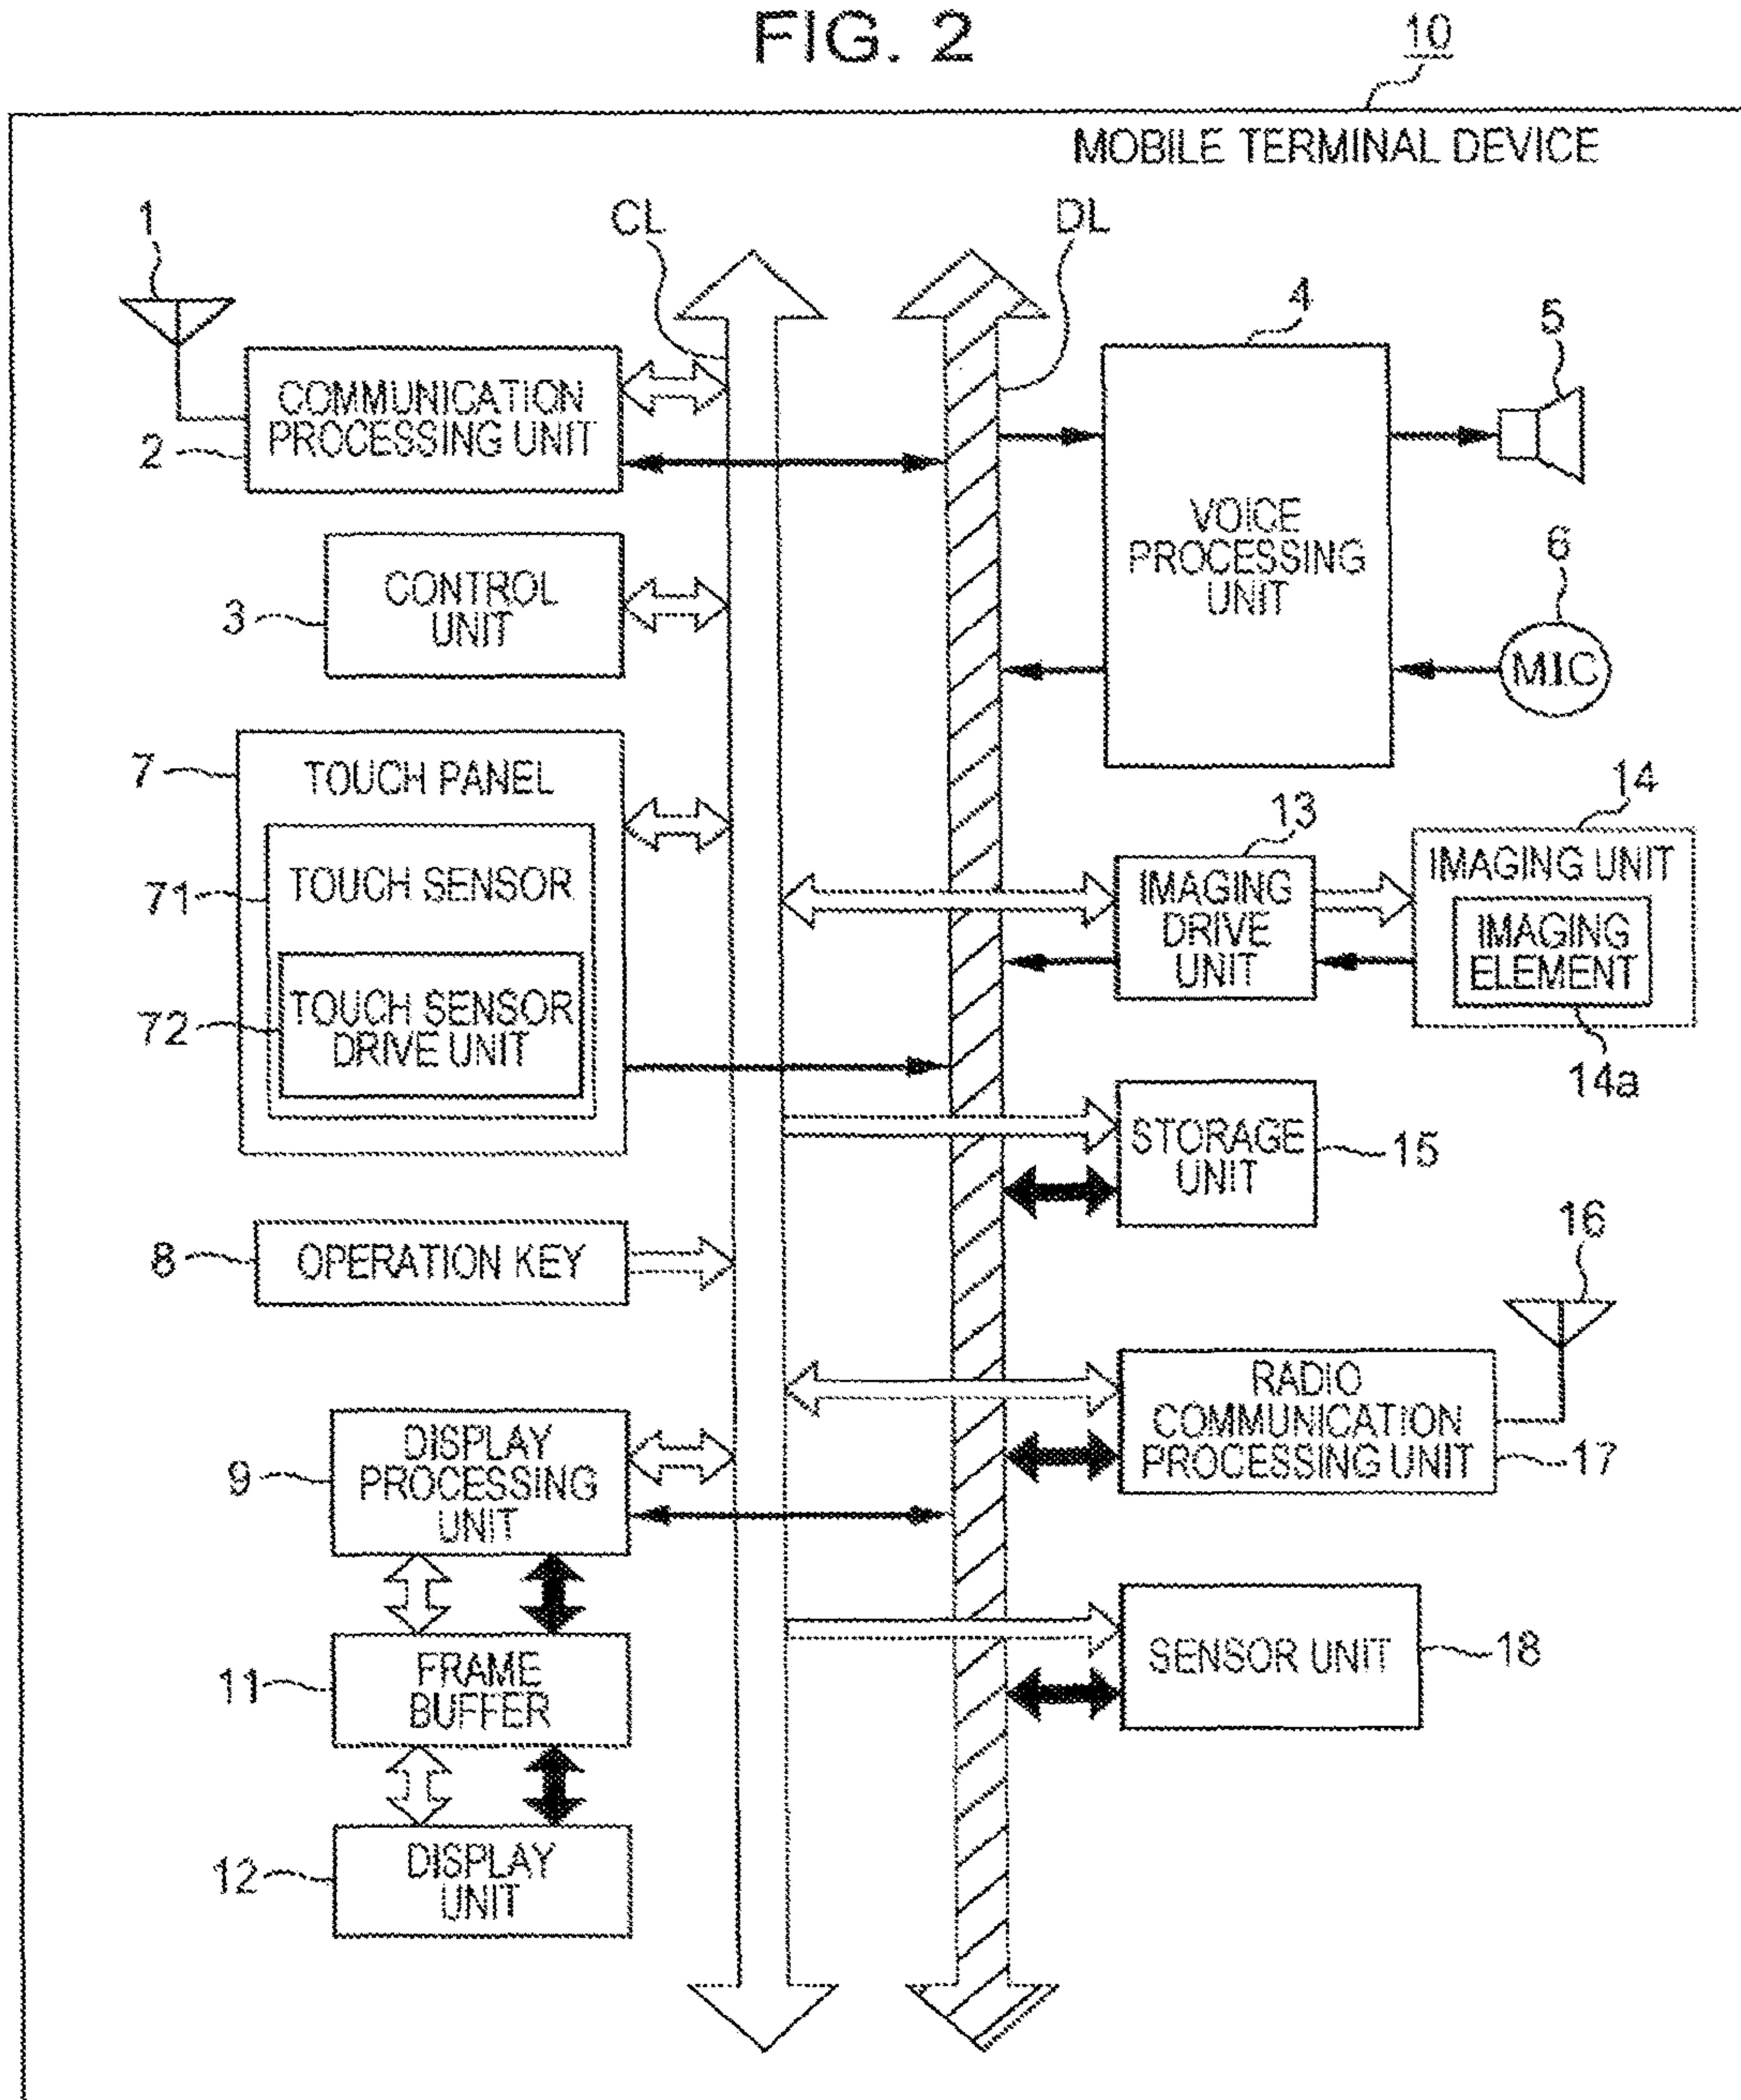 FIG. 2
10
MOBILE TERMINAL DEVICE
1
CL
DL
4
5
COMMUNICATION
PROCESSING UNIT
2
VOICE
PROCESSING
UNIT
6
MIC
CONTROL
UNIT
3
7
TOUCH PANEL
71
TOUCH SENSOR
72
TOUCH SENSOR
DRIVE UNIT
13
IMAGING
DRIVE
UNIT
14
IMAGING UNIT
IMAGING
ELEMENT
14a
STORAGE
UNIT
15
8
OPERATION KEY
16
RADIO
COMMUNICATION
PROCESSING UNIT
17
DISPLAY
PROCESSING
UNIT
9
SENSOR UNIT
18
FRAME
BUFFER
11
DISPLAY
UNIT
12